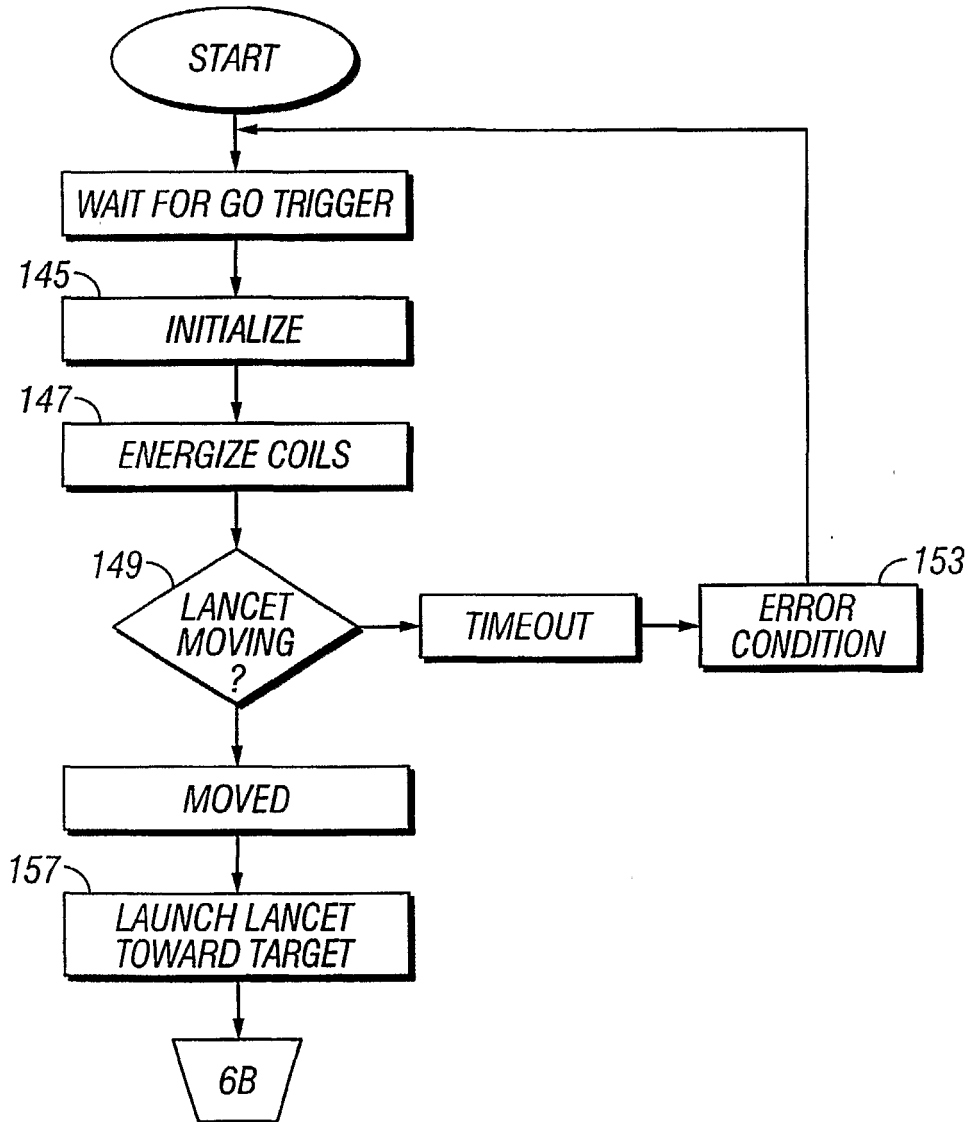 START
WAIT FOR GO TRIGGER
145
INITIALIZE
147
ENERGIZE COILS
149
LANCET
MOVING
?
TIMEOUT
153
ERROR
CONDITION
MOVED
157
LAUNCH LANCET
TOWARD TARGET
6B